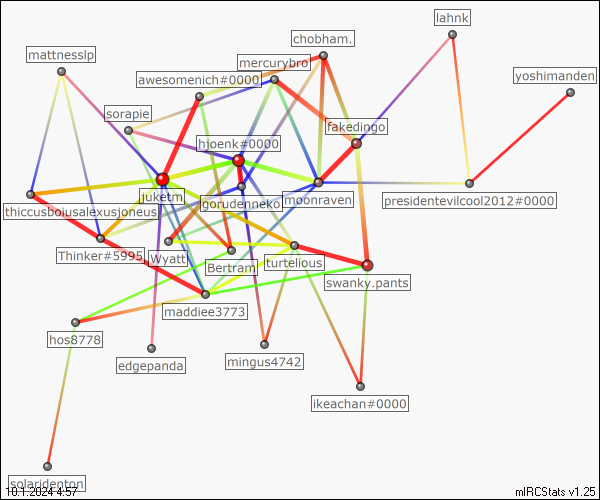 lahnk
chobham.
mattnesslp
mercurybro
yoshimanden
awesomenich#0000
sorapie
fakedingo
hjoenk#0000
juketm
gorudenneko
moonraven
presidentevilcool2012#0000
thiccusboiusalexusjoneus
Thinker#5995
Wyatt
Bertram
turtelious
swanky.pants
maddiee3773
hos8778
edgepanda
mingus4742
ikeachan#0000
solaridenton
10.1.2024 4:57
mIRCStats v1.25